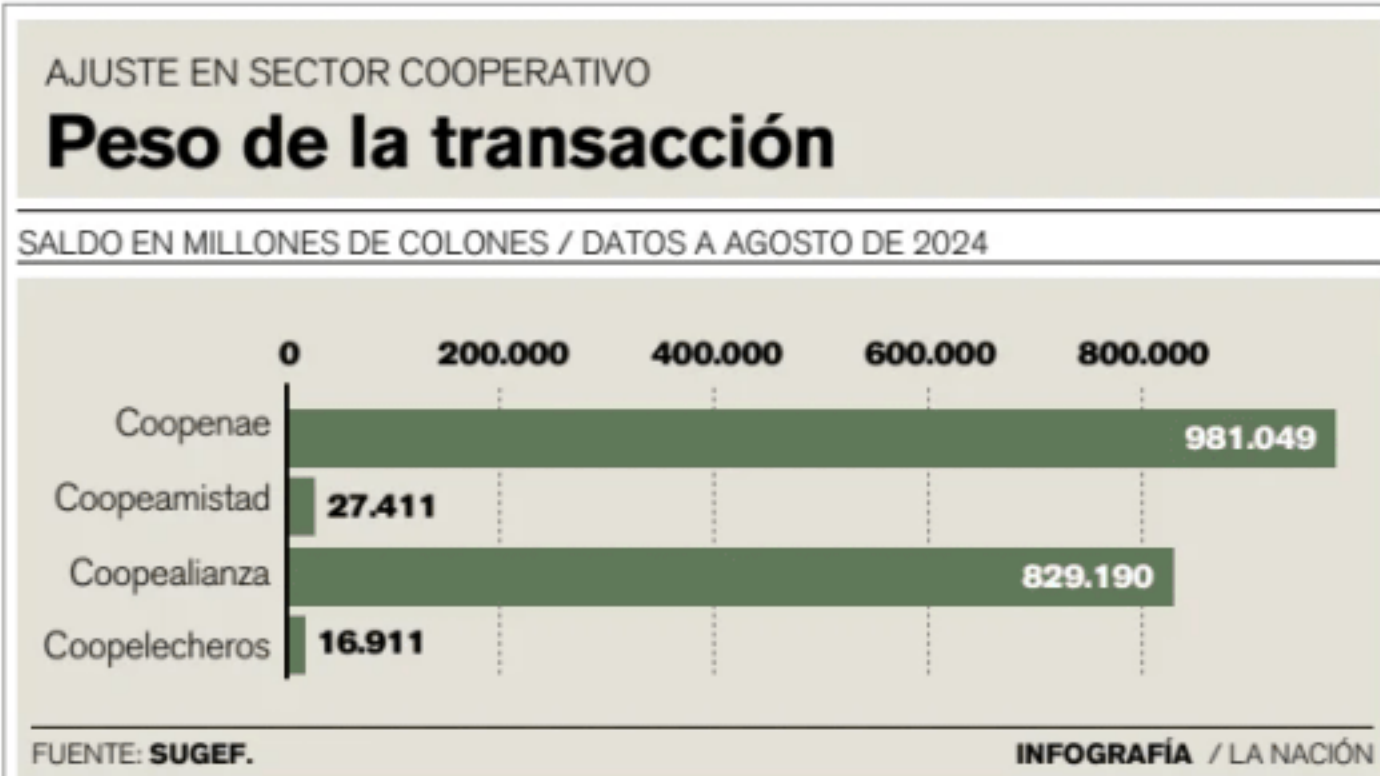 AJUSTE EN SECTOR COOPERATIVO
Peso de la transacción
SALDO EN MILLONES DE COLONES / DATOS A AGOSTO DE 2024
0 200.000 400.000 600.000 800.000
Coopenae 981.049
Coopeamistad 27.411
Coopealianza 829.190
Coopelecheros 16.911
FUENTE: SUGEF. INFOGRAFÍA / LA NACIÓN